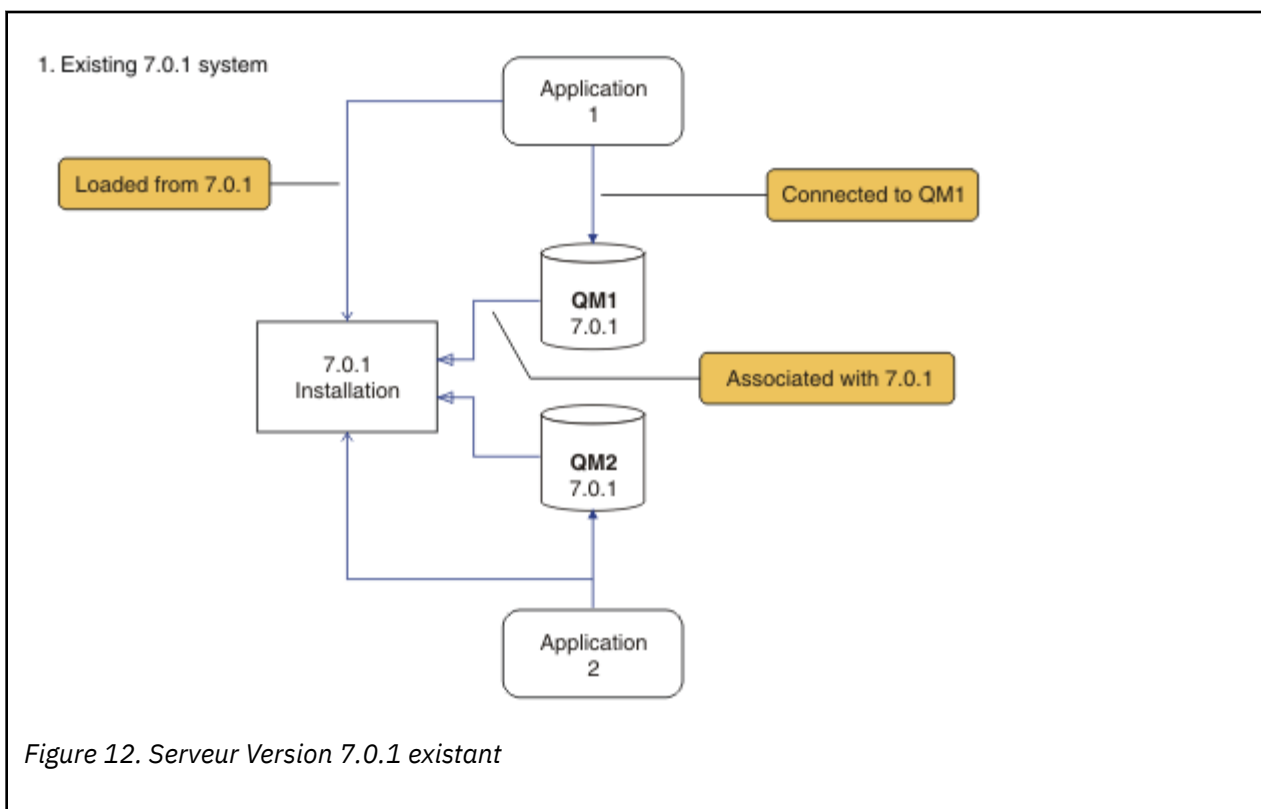 1. Existing 7.0.1 system
Application
1
Loaded from 7.0.1
Connected to QM1
QM1
7.0.1
7.0.1
Installation
Associated with 7.0.1
QM2
7.0.1
Application
2
Figure 12. Serveur Version 7.0.1 existant